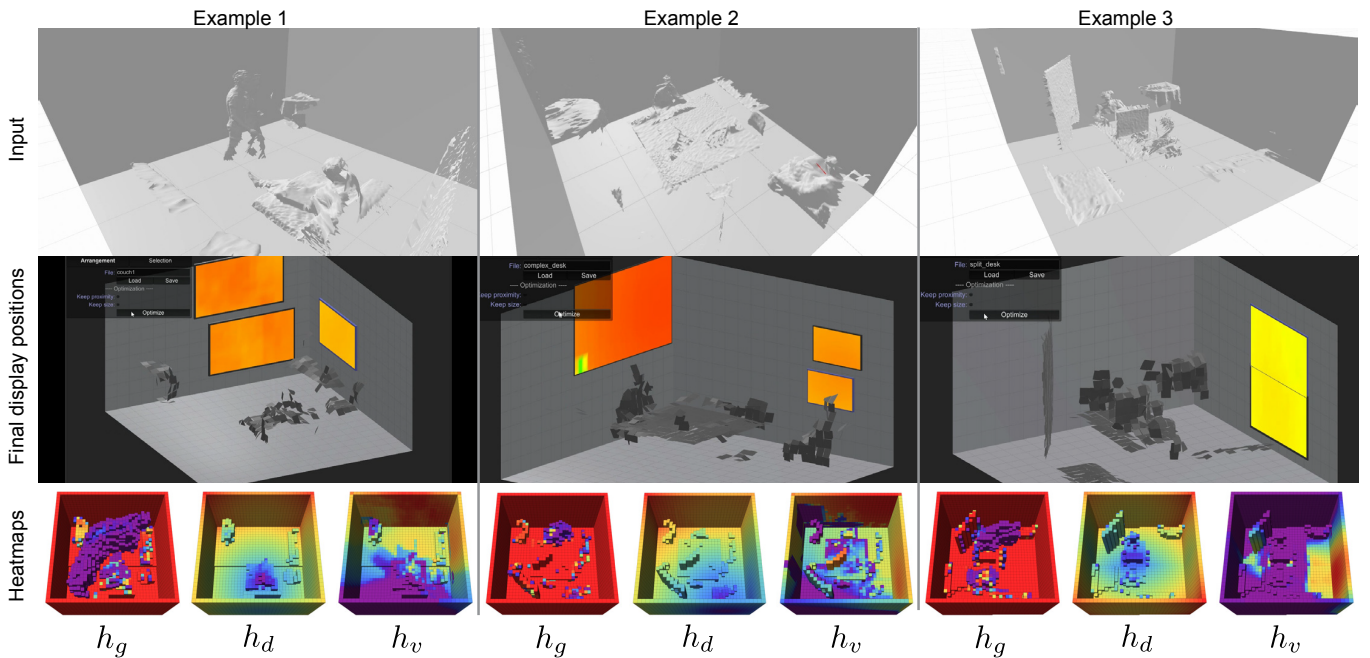 Example 1
Example 2
Example 3
Input
Final display positions
Arrangement Selection
File: couch1
Load Save
---- Optimization ----
Keep proximity:
Keep size:
Optimize
File: complex_desk
Load Save
---- Optimization ----
eep proximity:
Keep size:
Optimize
File: split_desk
Load Save
---- Optimization ----
Keep proximity:
Keep size:
Optimize
Heatmaps
h_g h_d h_v h_g h_d h_v h_g h_d h_v